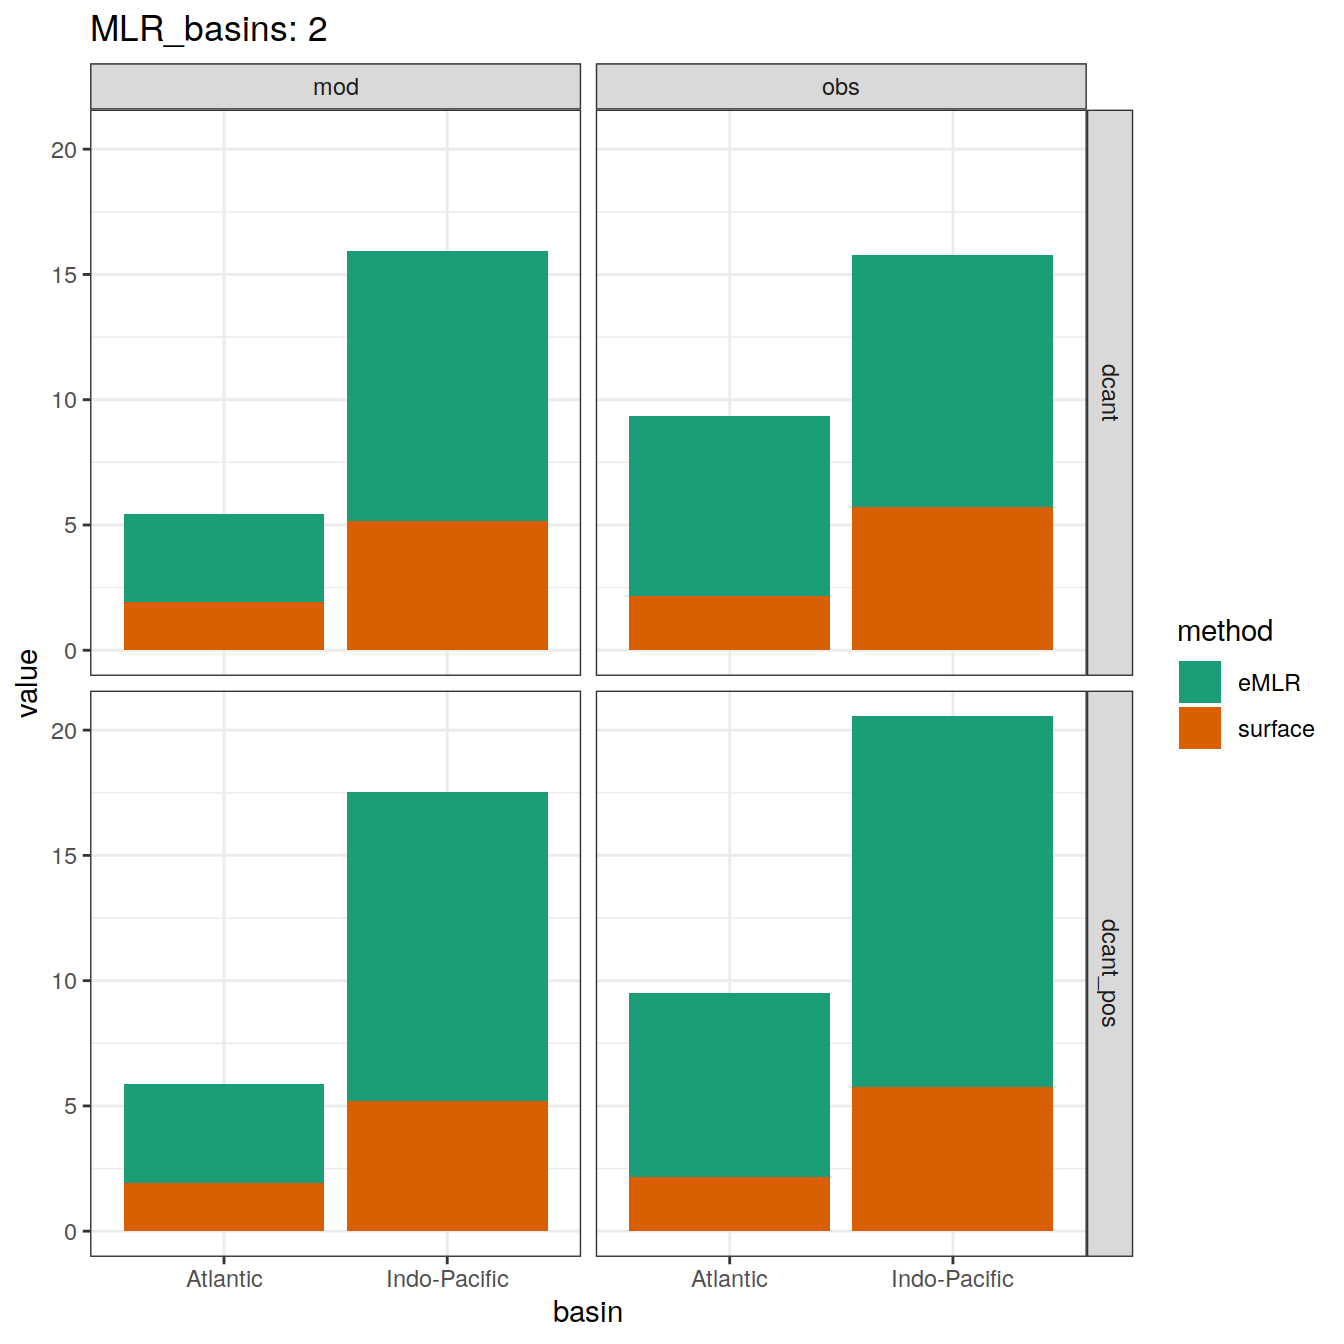 MLR_basins: 2
mod
obs
20
15
10
5
0
dcant
20
15
10
5
0
dcant_pos
value
Atlantic
Indo-Pacific
Atlantic
Indo-Pacific
basin
method
eMLR
surface